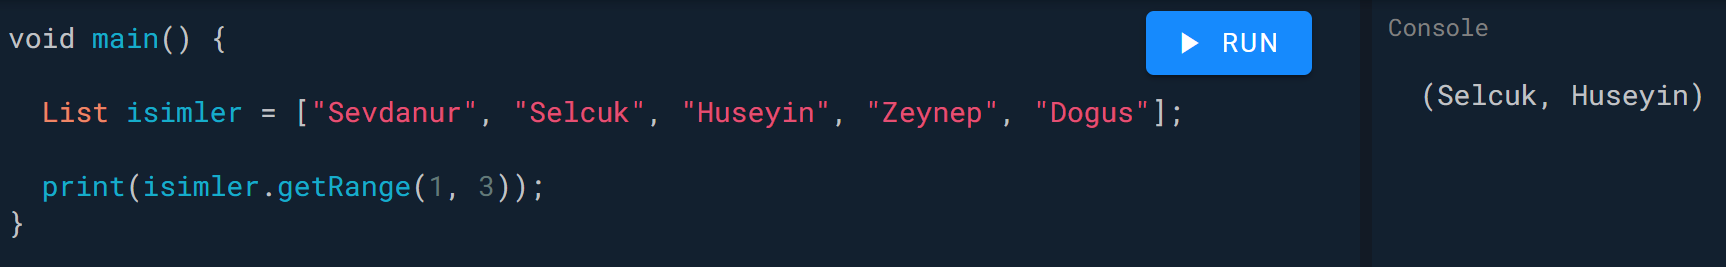 void main() {
RUN
List isimler = ["Sevdanur", "Selcuk", "Huseyin", "Zeynep", "Dogus"];
print(isimler.getRange(1, 3));
}
Console
(Selcuk, Huseyin)